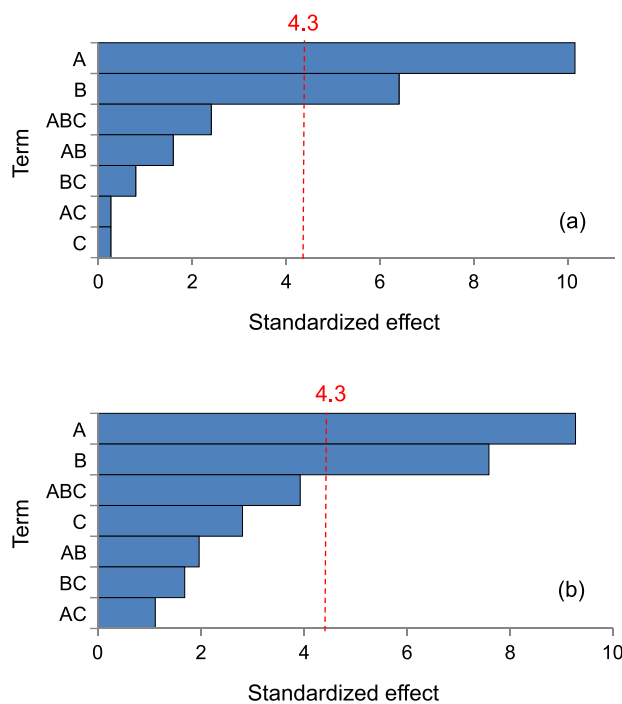 4.3
Term
A
B
ABC
AB
BC
AC
C
(a)
0 2 4 6 8 10
Standardized effect
4.3
Term
A
B
ABC
C
AB
BC
AC
(b)
0 2 4 6 8 10
Standardized effect